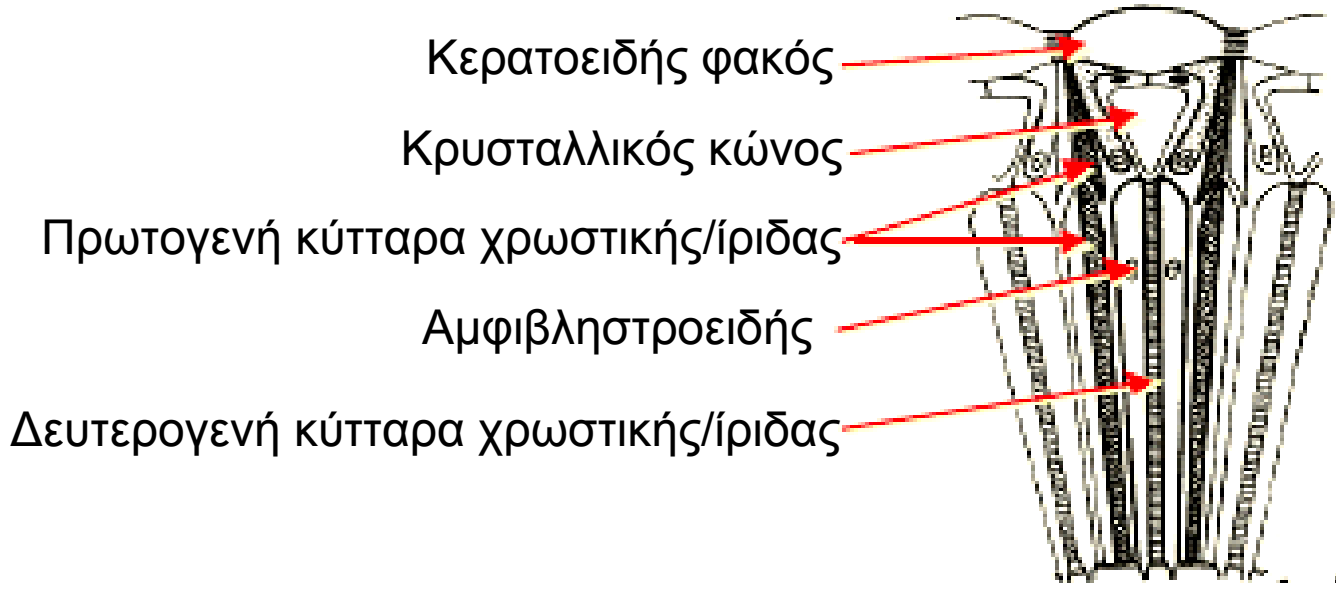 Κερατοειδής φακός
Κρυσταλλικός κώνος
Πρωτογενή κύτταρα χρωστικής/ίριδας
Αμφιβληστροειδής
Δευτερογενή κύτταρα χρωστικής/ίριδας